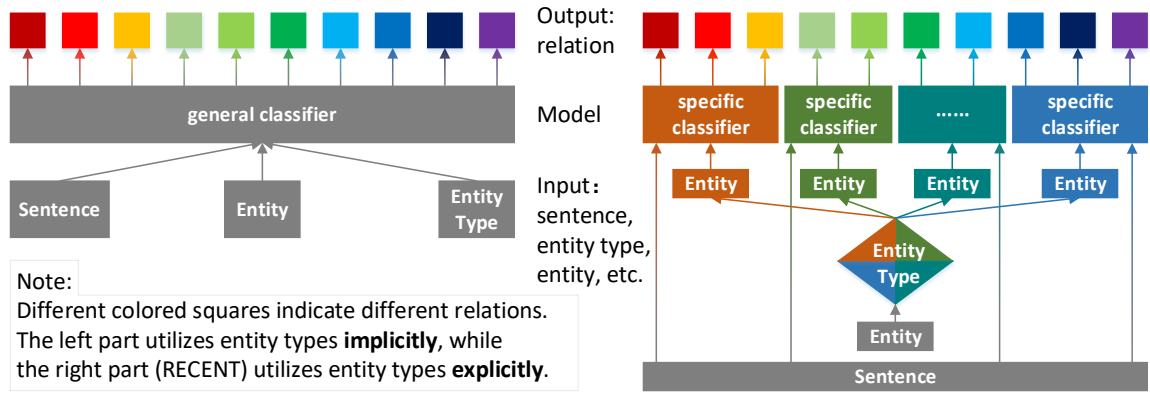 Output:
relation
general classifier
Model
specific
classifier
specific
classifier
......
specific
classifier
Sentence
Entity
Entity
Type
Input：
sentence,
entity type,
entity, etc.
Entity
Entity
Entity
Entity
Entity
Type
Entity
Sentence
Note:
Different colored squares indicate different relations.
The left part utilizes entity types implicitly, while
the right part (RECENT) utilizes entity types explicitly.